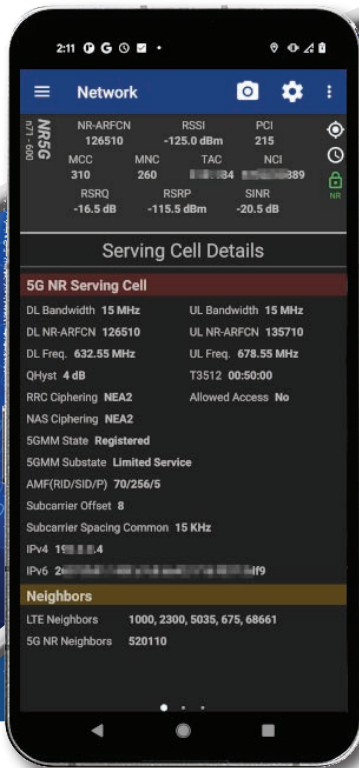 2:11
Network
NR5G
n71 - 600
NR-ARFCN RSSI PCI
126510 -125.0 dBm 215
MCC MNC TAC NCI
310 260 84 889
RSRQ RSRP SINR
-16.5 dB -115.5 dBm -20.5 dB
NR
Serving Cell Details
5G NR Serving Cell
DL Bandwidth 15 MHz UL Bandwidth 15 MHz
DL NR-ARFCN 126510 UL NR-ARFCN 135710
DL Freq. 632.55 MHz UL Freq. 678.55 MHz
QHyst 4 dB T3512 00:50:00
RRC Ciphering NEA2 Allowed Access No
NAS Ciphering NEA2
5GMM State Registered
5GMM Substate Limited Service
AMF(RID/SID/P) 70/256/5
Subcarrier Offset 8
Subcarrier Spacing Common 15 KHz
IPv4 .4
IPv6
Neighbors
LTE Neighbors 1000, 2300, 5035, 675, 68661
5G NR Neighbors 520110